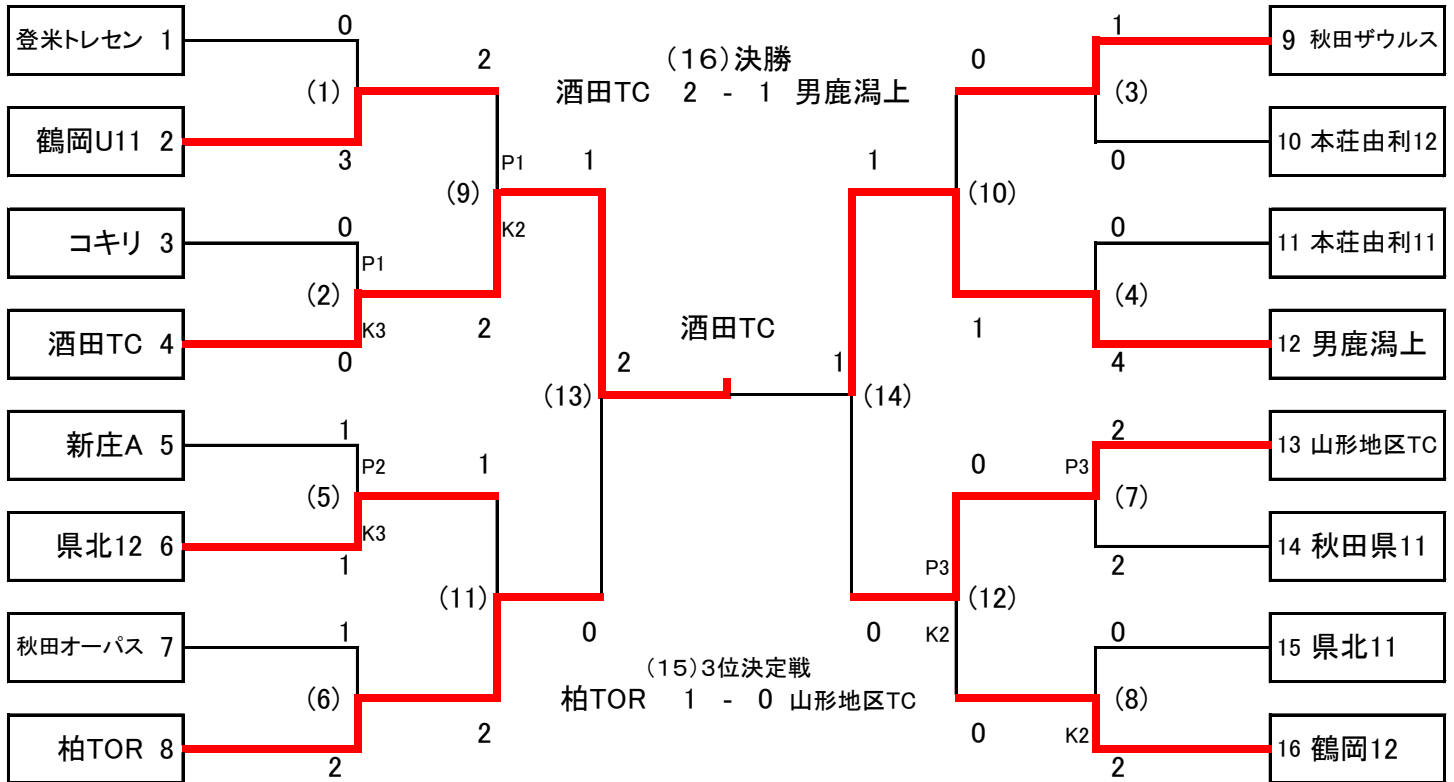 登米トレセン 1
0
(1)
鶴岡U11 2
3
コキリ 3
0
P1
(2)
K3
酒田TC 4
0
新庄A 5
1
P2
(5)
K3
県北12 6
1
秋田オーパス 7
1
(6)
柏TOR 8
2
2
P1
(9)
K2
2
1
(11)
2
1
(13)
0
(16)決勝
酒田TC 2 - 1 男鹿潟上
酒田TC
2
1
(15)3位決定戦
柏TOR 1 - 0 山形地区TC
1
(14)
0
0
(10)
1
0
P3
(12)
K2
0
1
9 秋田ザウルス
(3)
10 本荘由利12
0
0
11 本荘由利11
(4)
12 男鹿潟上
4
2
13 山形地区TC
P3
(7)
14 秋田県11
2
0
15 県北11
(8)
K2
16 鶴岡12
2